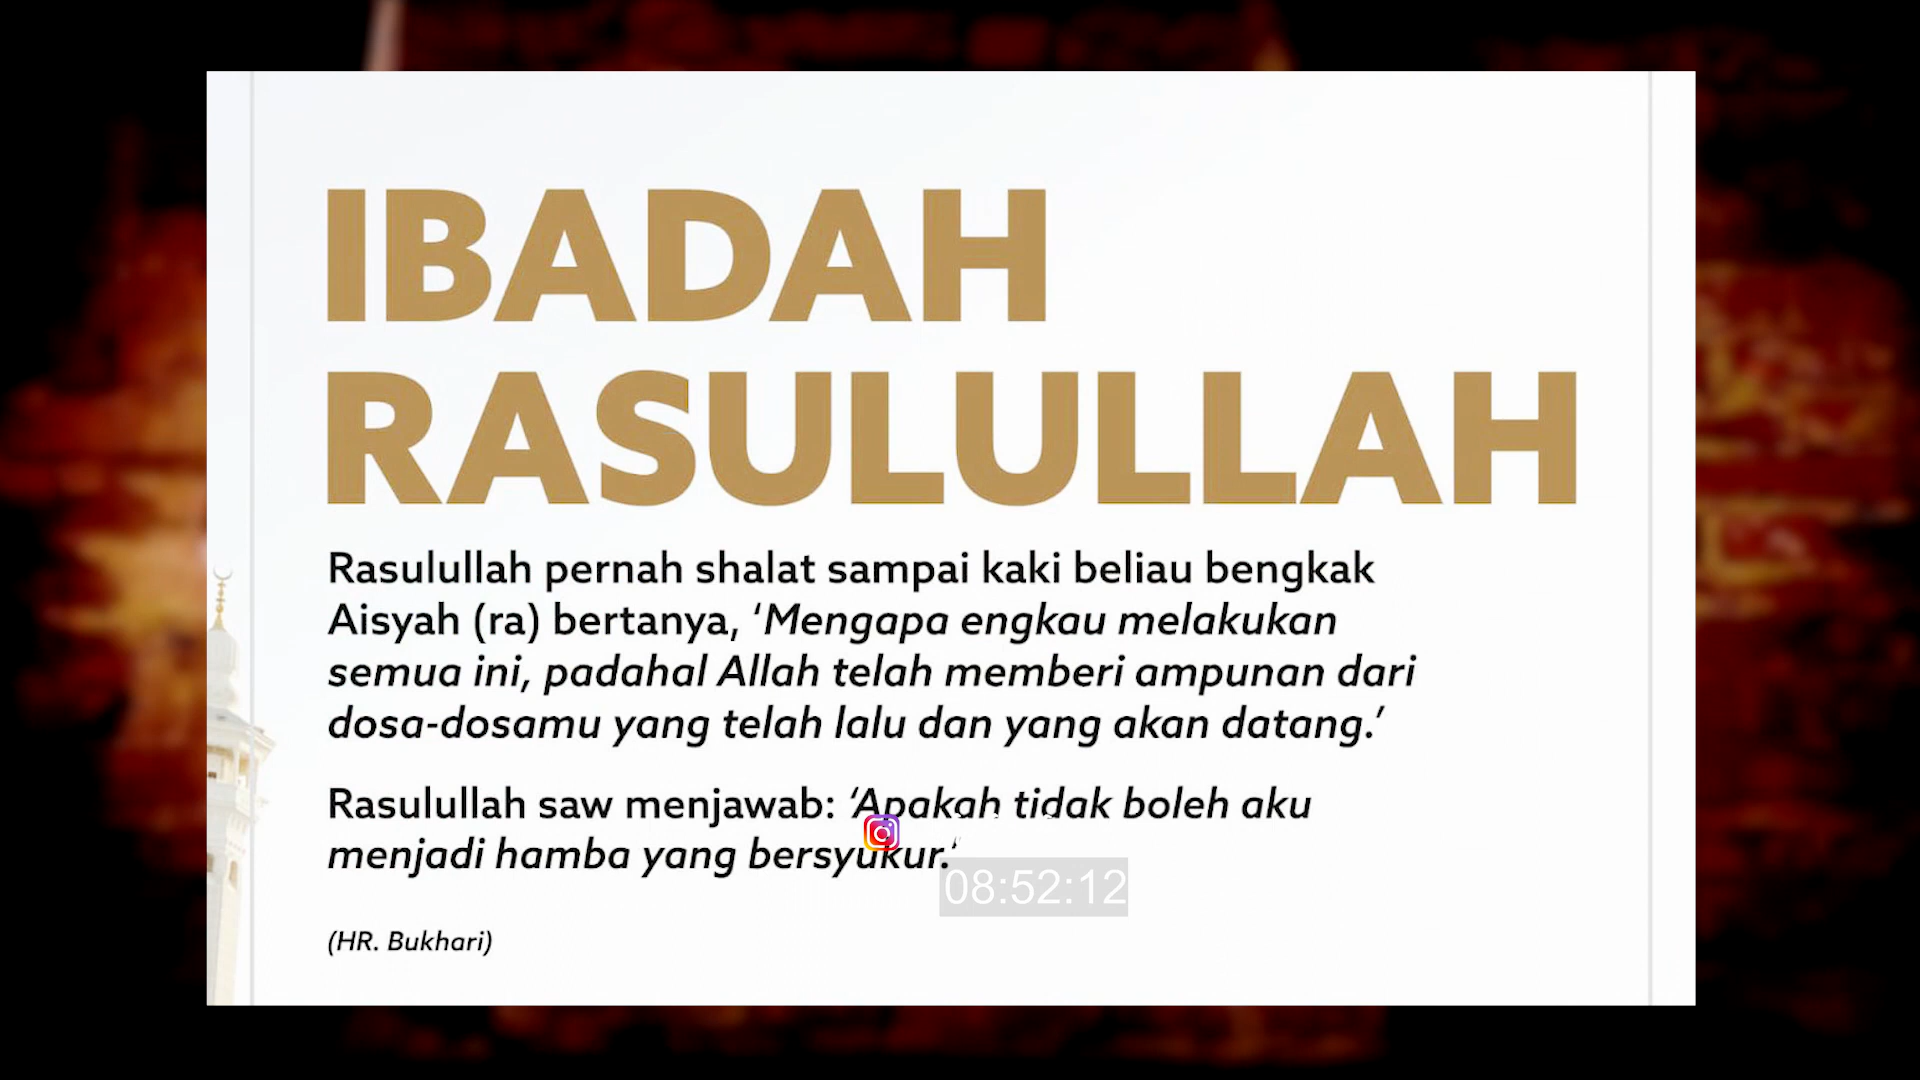 IBADAH
RASULULLAH
Rasulullah pernah shalat sampai kaki beliau bengkak
Aisyah (ra) bertanya, ‘Mengapa engkau melakukan
semua ini, padahal Allah telah memberi ampunan dari
dosa-dosamu yang telah lalu dan yang akan datang.’
Rasulullah saw menjawab: ‘Apakah tidak boleh aku
menjadi hamba yang bersyukur.’
08:52:12
(HR. Bukhari)